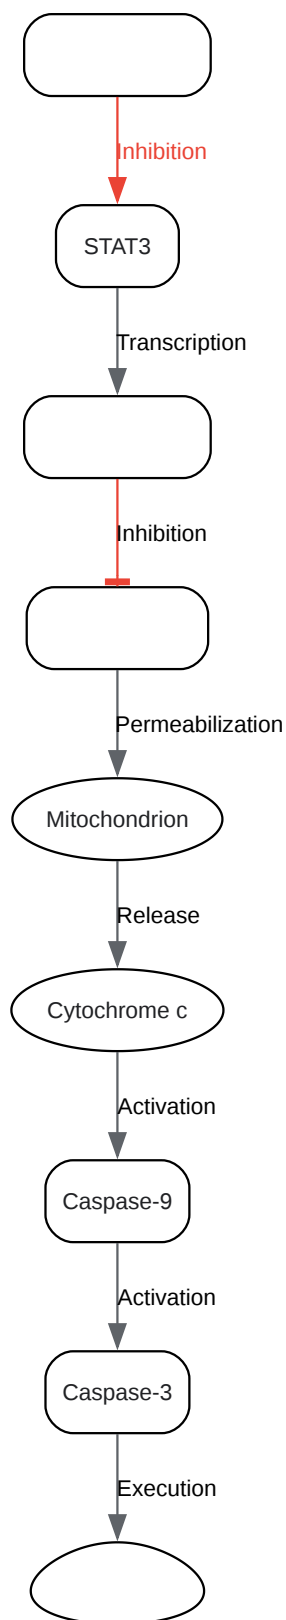 Inhibition
STAT3
Transcription
Inhibition
Permeabilization
Mitochondrion
Release
Cytochrome c
Activation
Caspase-9
Activation
Caspase-3
Execution